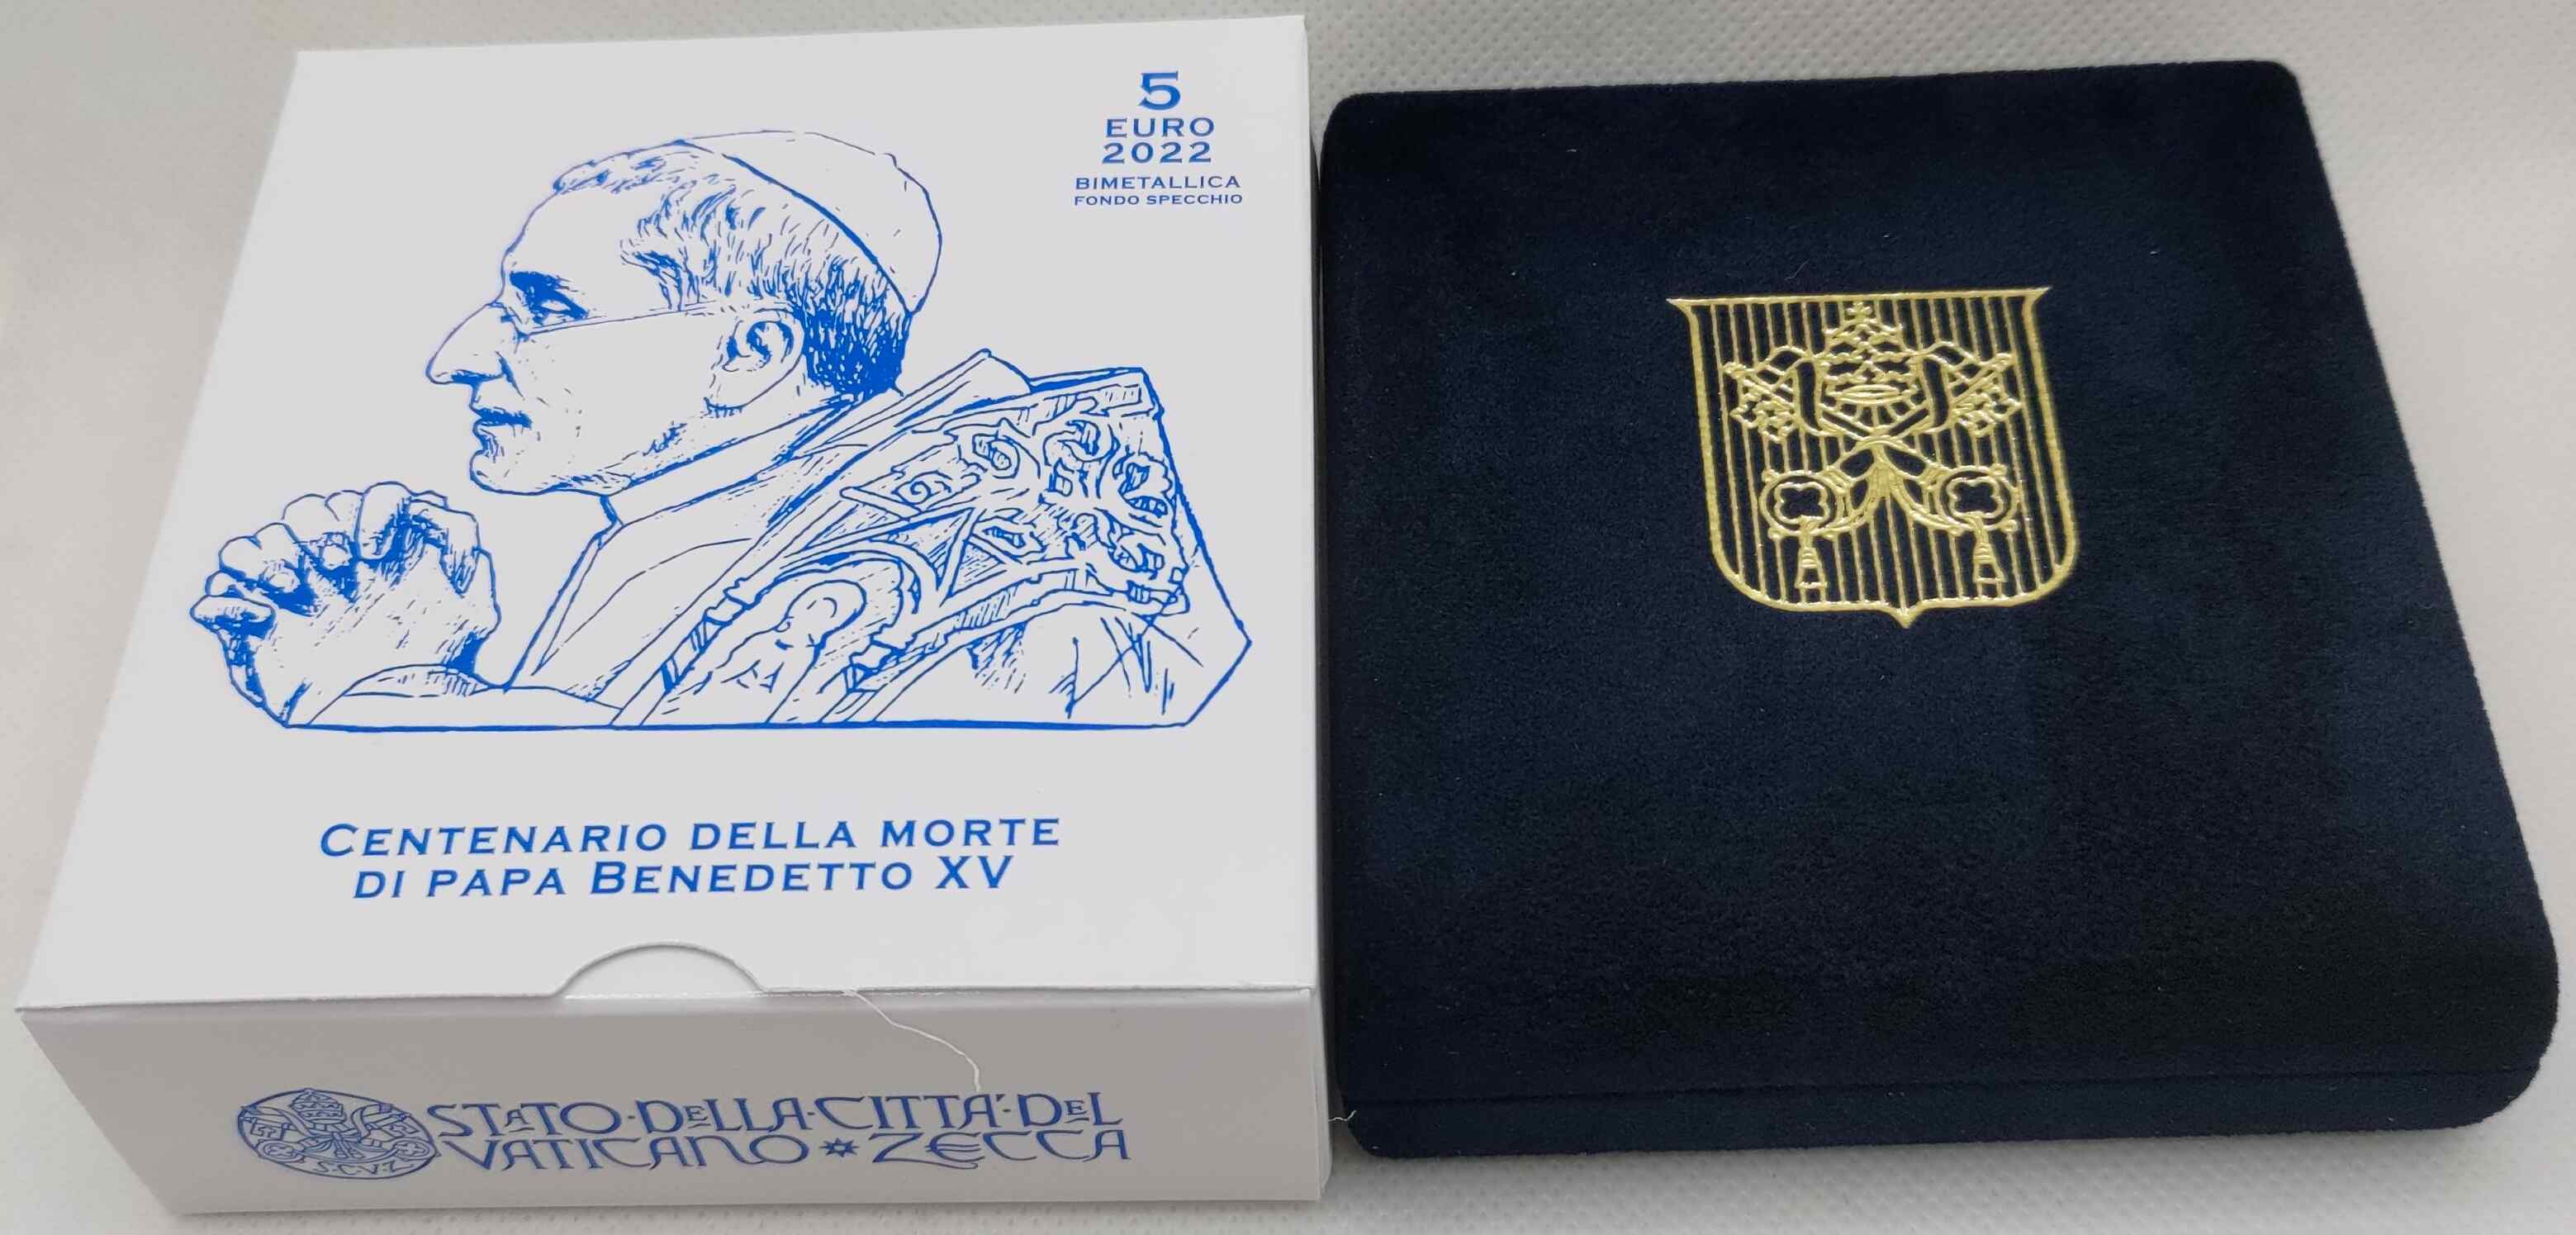 5
EURO
2022
BIMETALLICA
FONDO SPECCHIO
CENTENARIO DELLA MORTE
DI PAPA BENEDETTO XV
S·C·V·Z
STATO·DELLA·CITTA'·DEL
VATICANO✡ZECCA